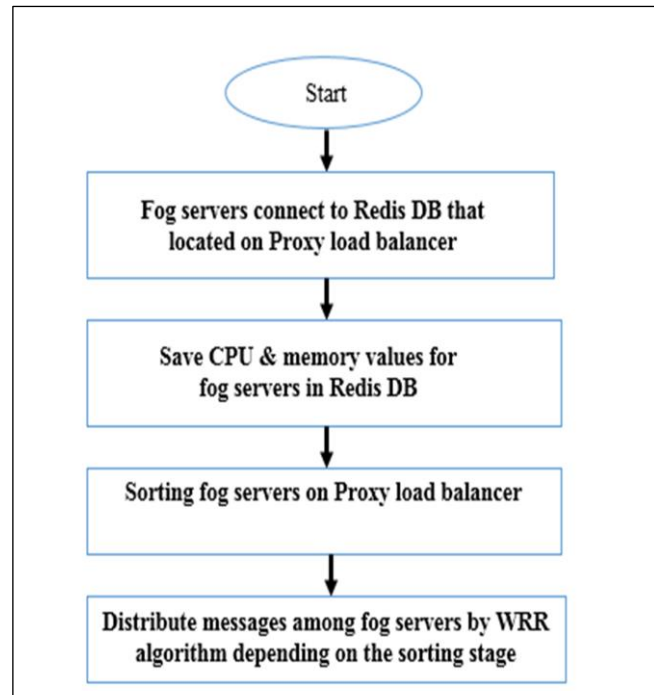 Start
Fog servers connect to Redis DB that
located on Proxy load balancer
Save CPU & memory values for
fog servers in Redis DB
Sorting fog servers on Proxy load balancer
Distribute messages among fog servers by WRR
algorithm depending on the sorting stage